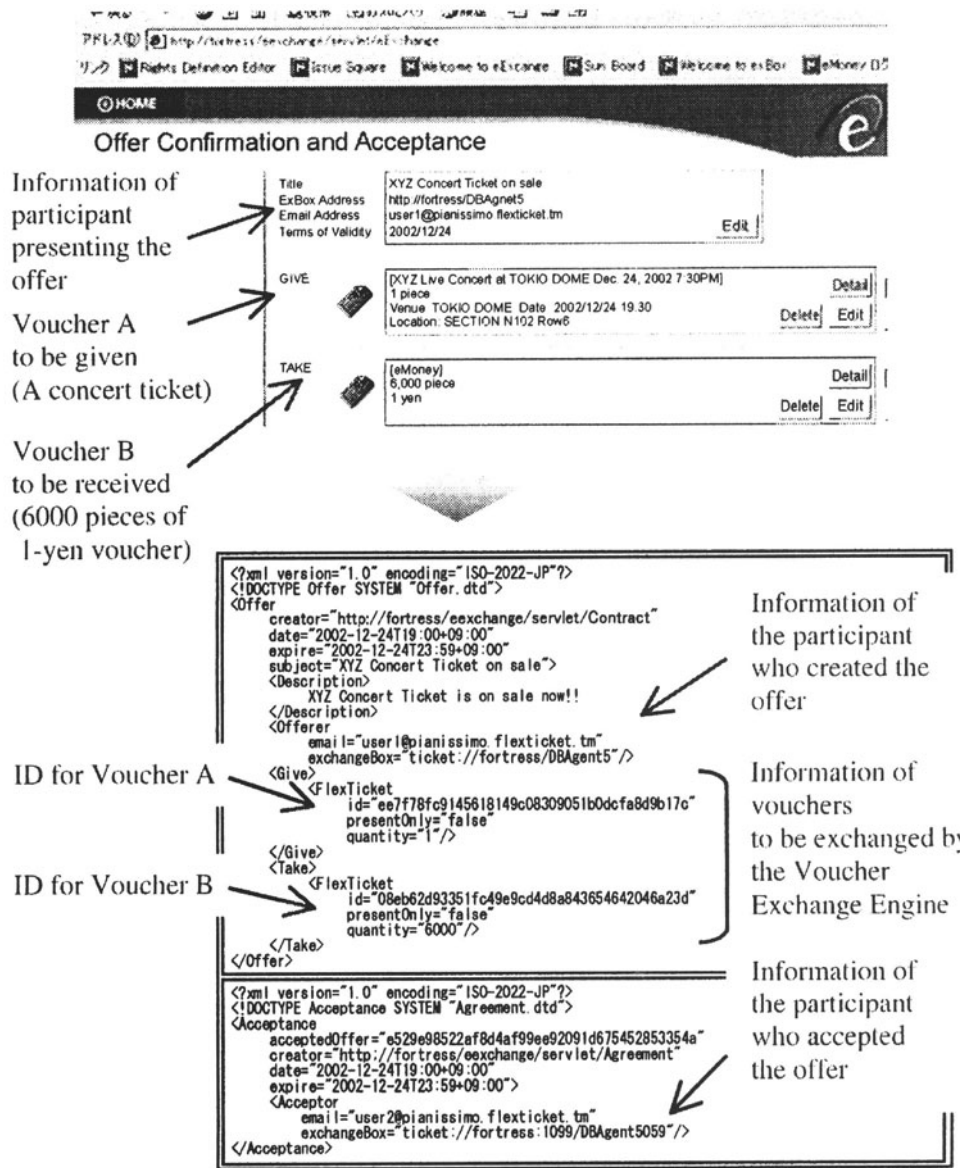 アドレス(D) http://fortress/eexchange/servlet/eExchange
リンク Rights Definition Editor Issue Square Welcome to eExcange Sun Board Welcome to exBox eMoney ログ
HOME
e
Offer Confirmation and Acceptance
Information of
participant
presenting the
offer
Title XYZ Concert Ticket on sale
ExBox Address http://fortress/DBAgnet5
Email Address user1@pianissimo flexticket.tm
Terms of Validity 2002/12/24
Edit
Voucher A
to be given
(A concert ticket)
GIVE
[XYZ Live Concert at TOKIO DOME Dec. 24, 2002 7:30PM]
1 piece
Venue TOKIO DOME Date 2002/12/24 19.30
Location: SECTION N102 Row6
Detail
Delete Edit
Voucher B
to be received
(6000 pieces of
1-yen voucher)
TAKE
[eMoney]
6,000 piece
1 yen
Detail
Delete Edit
<?xml version="1.0" encoding="ISO-2022-JP"?>
<!DOCTYPE Offer SYSTEM "Offer.dtd">
<Offer
creator="http://fortress/eexchange/servlet/Contract"
date="2002-12-24T19:00+09:00"
expire="2002-12-24T23:59+09:00"
subject="XYZ Concert Ticket on sale">
<Description>
XYZ Concert Ticket is on sale now!!
</Description>
<Offerer
email="user1@pianissimo.flexticket.tm"
exchangeBox="ticket://fortress/DBAgent5"/>
<Give>
<FlexTicket
id="ee7f78fc9145618149c08309051b0dcfa8d9b17c"
presentOnly="false"
quantity="1"/>
</Give>
<Take>
<FlexTicket
id="08eb62d93351fc49e9cd4d8a843654642046a23d"
presentOnly="false"
quantity="6000"/>
</Take>
</Offer>
Information of
the participant
who created the
offer
ID for Voucher A
ID for Voucher B
Information of
vouchers
to be exchanged by
the Voucher
Exchange Engine
<?xml version="1.0" encoding="ISO-2022-JP"?>
<!DOCTYPE Acceptance SYSTEM "Agreement.dtd">
<Acceptance
acceptedOffer="e529e98522af8d4af99ee92091d675452853354a"
creator="http://fortress/eexchange/servlet/Agreement"
date="2002-12-24T19:00+09:00"
expire="2002-12-24T23:59+09:00">
<Acceptor
email="user2@pianissimo.flexticket.tm"
exchangeBox="ticket://fortress:1099/DBAgent5059"/>
</Acceptance>
Information of
the participant
who accepted
the offer